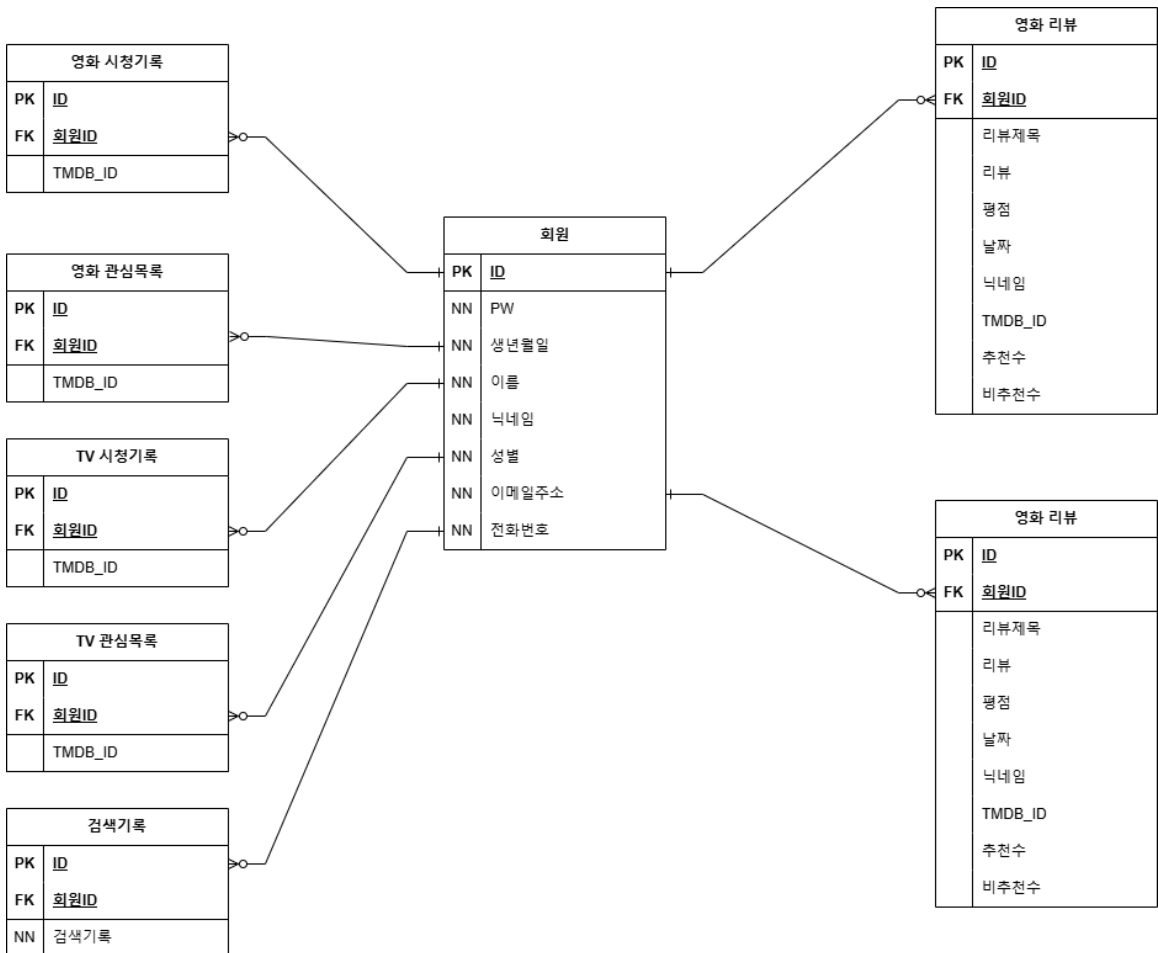 영화 시청기록
PK ID
FK 회원ID
TMDB_ID
영화 관심목록
PK ID
FK 회원ID
TMDB_ID
TV 시청기록
PK ID
FK 회원ID
TMDB_ID
TV 관심목록
PK ID
FK 회원ID
TMDB_ID
검색기록
PK ID
FK 회원ID
NN 검색기록
회원
PK ID
NN PW
NN 생년월일
NN 이름
NN 닉네임
NN 성별
NN 이메일주소
NN 전화번호
영화 리뷰
PK ID
FK 회원ID
리뷰제목
리뷰
평점
날짜
닉네임
TMDB_ID
추천수
비추천수
영화 리뷰
PK ID
FK 회원ID
리뷰제목
리뷰
평점
날짜
닉네임
TMDB_ID
추천수
비추천수